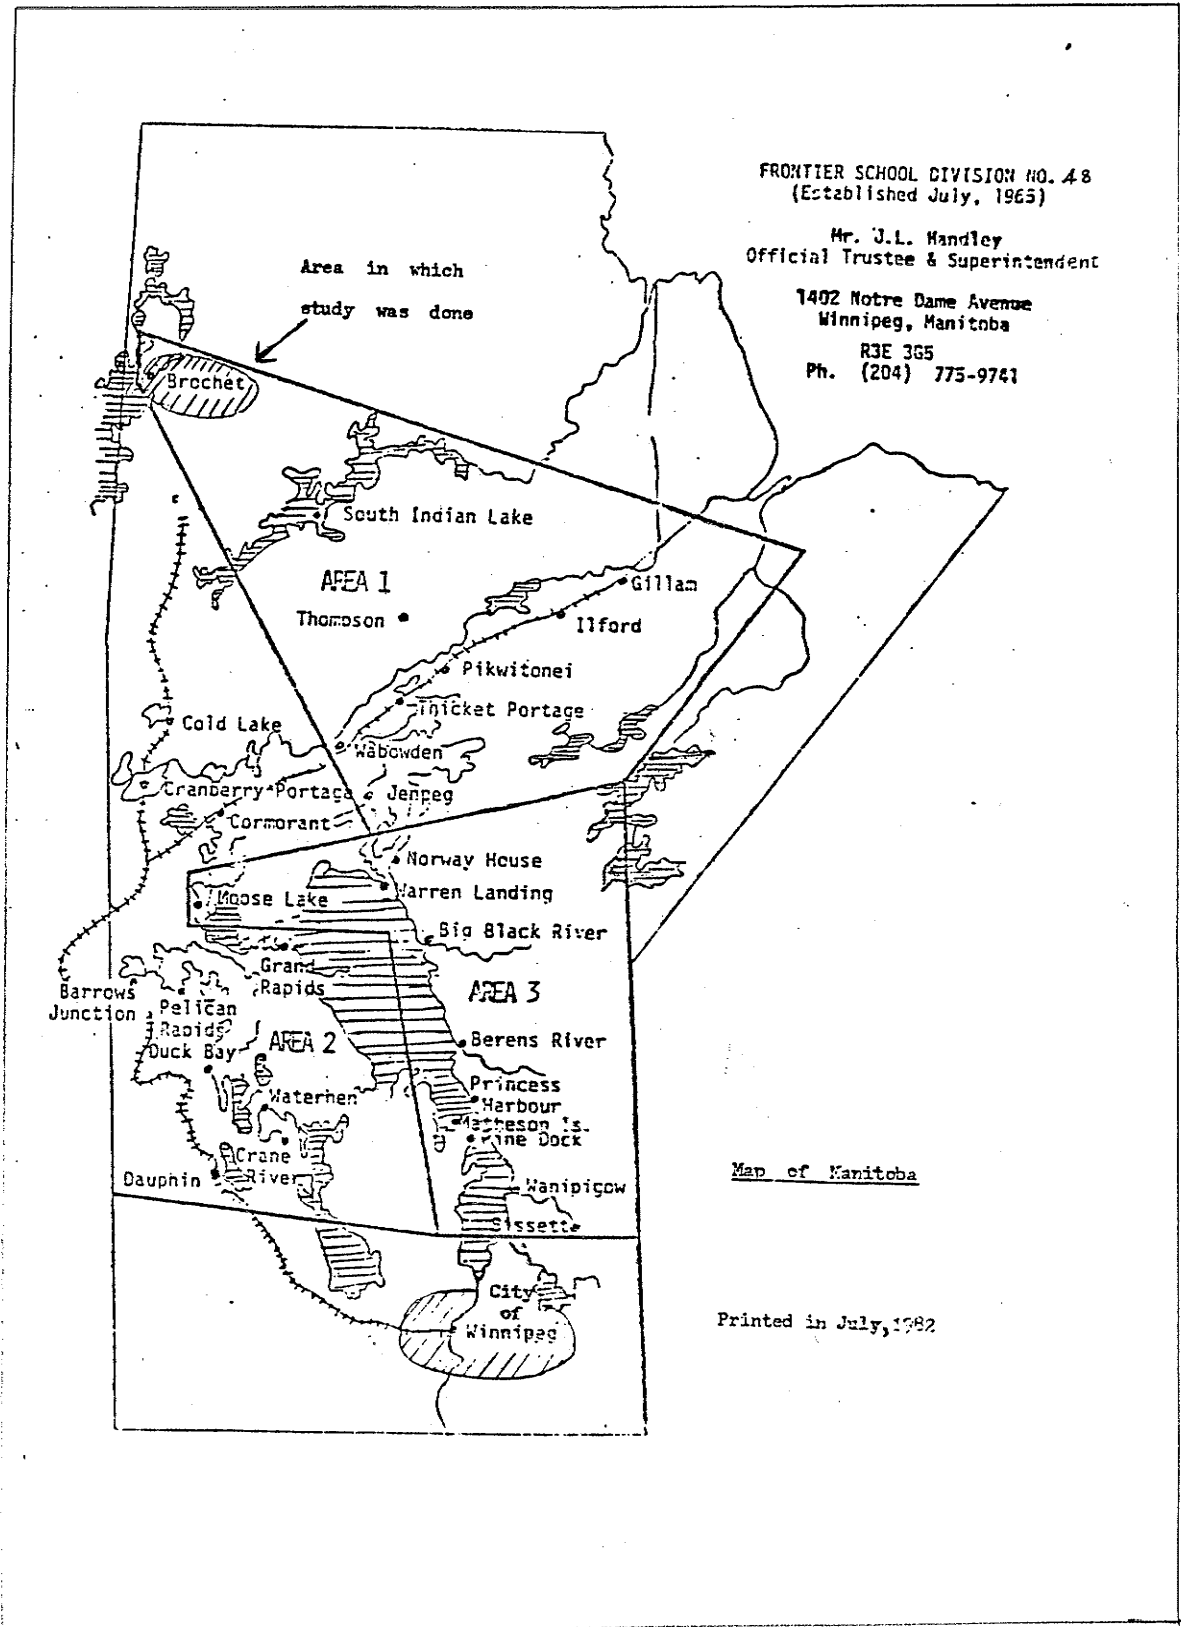 FRONTIER SCHOOL DIVISION NO. 48
(Established July, 1965)
Mr. J.L. Handley
Official Trustee & Superintendent
1402 Notre Dame Avenue
Winnipeg, Manitoba
R3E 3G5
Ph. (204) 775-9741
Area in which
study was done
Brochet
South Indian Lake
AREA 1
Gillam
Thompson
Ilford
Pikwitonei
Thicket Portage
Cold Lake
Wabowden
Cranberry Portage
Jenpeg
Cormorant
Norway House
Warren Landing
Moose Lake
Big Black River
Grand
Rapids
Barrows
Junction
AREA 3
Pelican
Rapids
Duck Bay
AREA 2
Berens River
Princess
Harbour
Waterhen
Matheson Is.
Pine Dock
Crane
River
Dauphin
Wanipigow
Bissette
Map of Manitoba
City
of
Winnipeg
Printed in July,1982